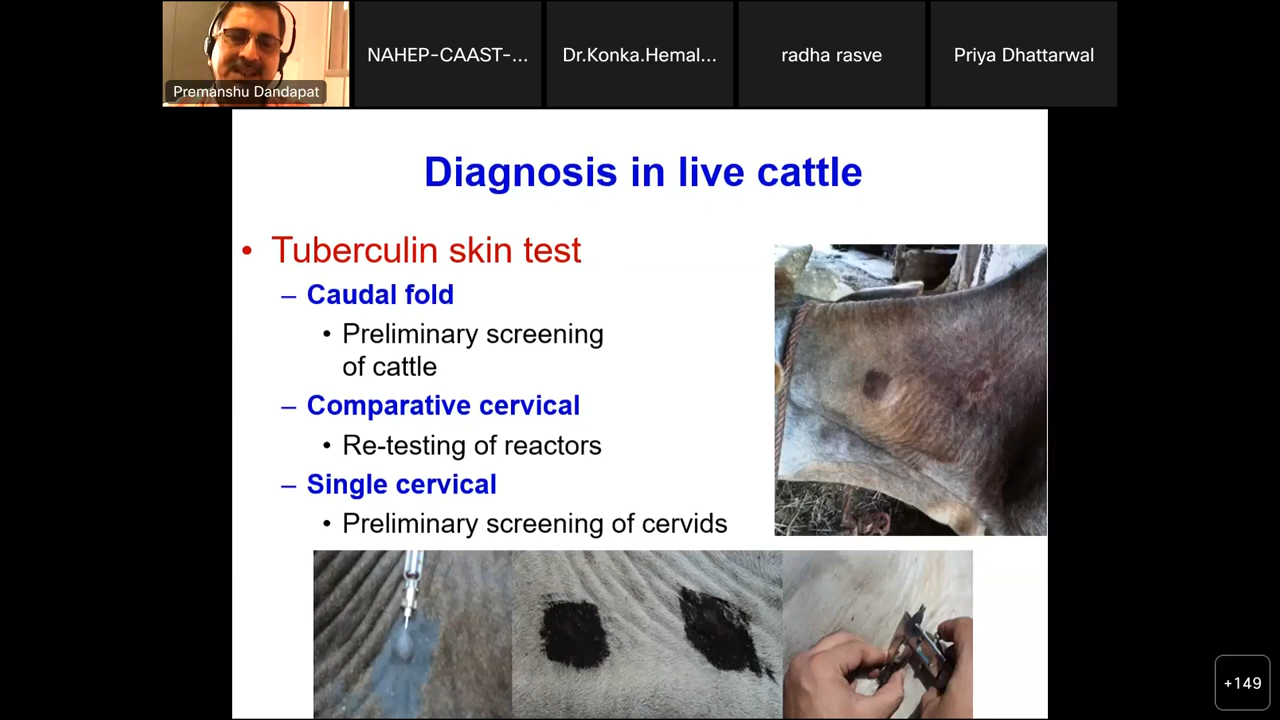 Premanshu Dandapat
NAHEP-CAAST-...
Dr.Konka.Hemal...
radha rasve
Priya Dhattarwal
Diagnosis in live cattle
• Tuberculin skin test
– Caudal fold
• Preliminary screening
of cattle
– Comparative cervical
• Re-testing of reactors
– Single cervical
• Preliminary screening of cervids
+149